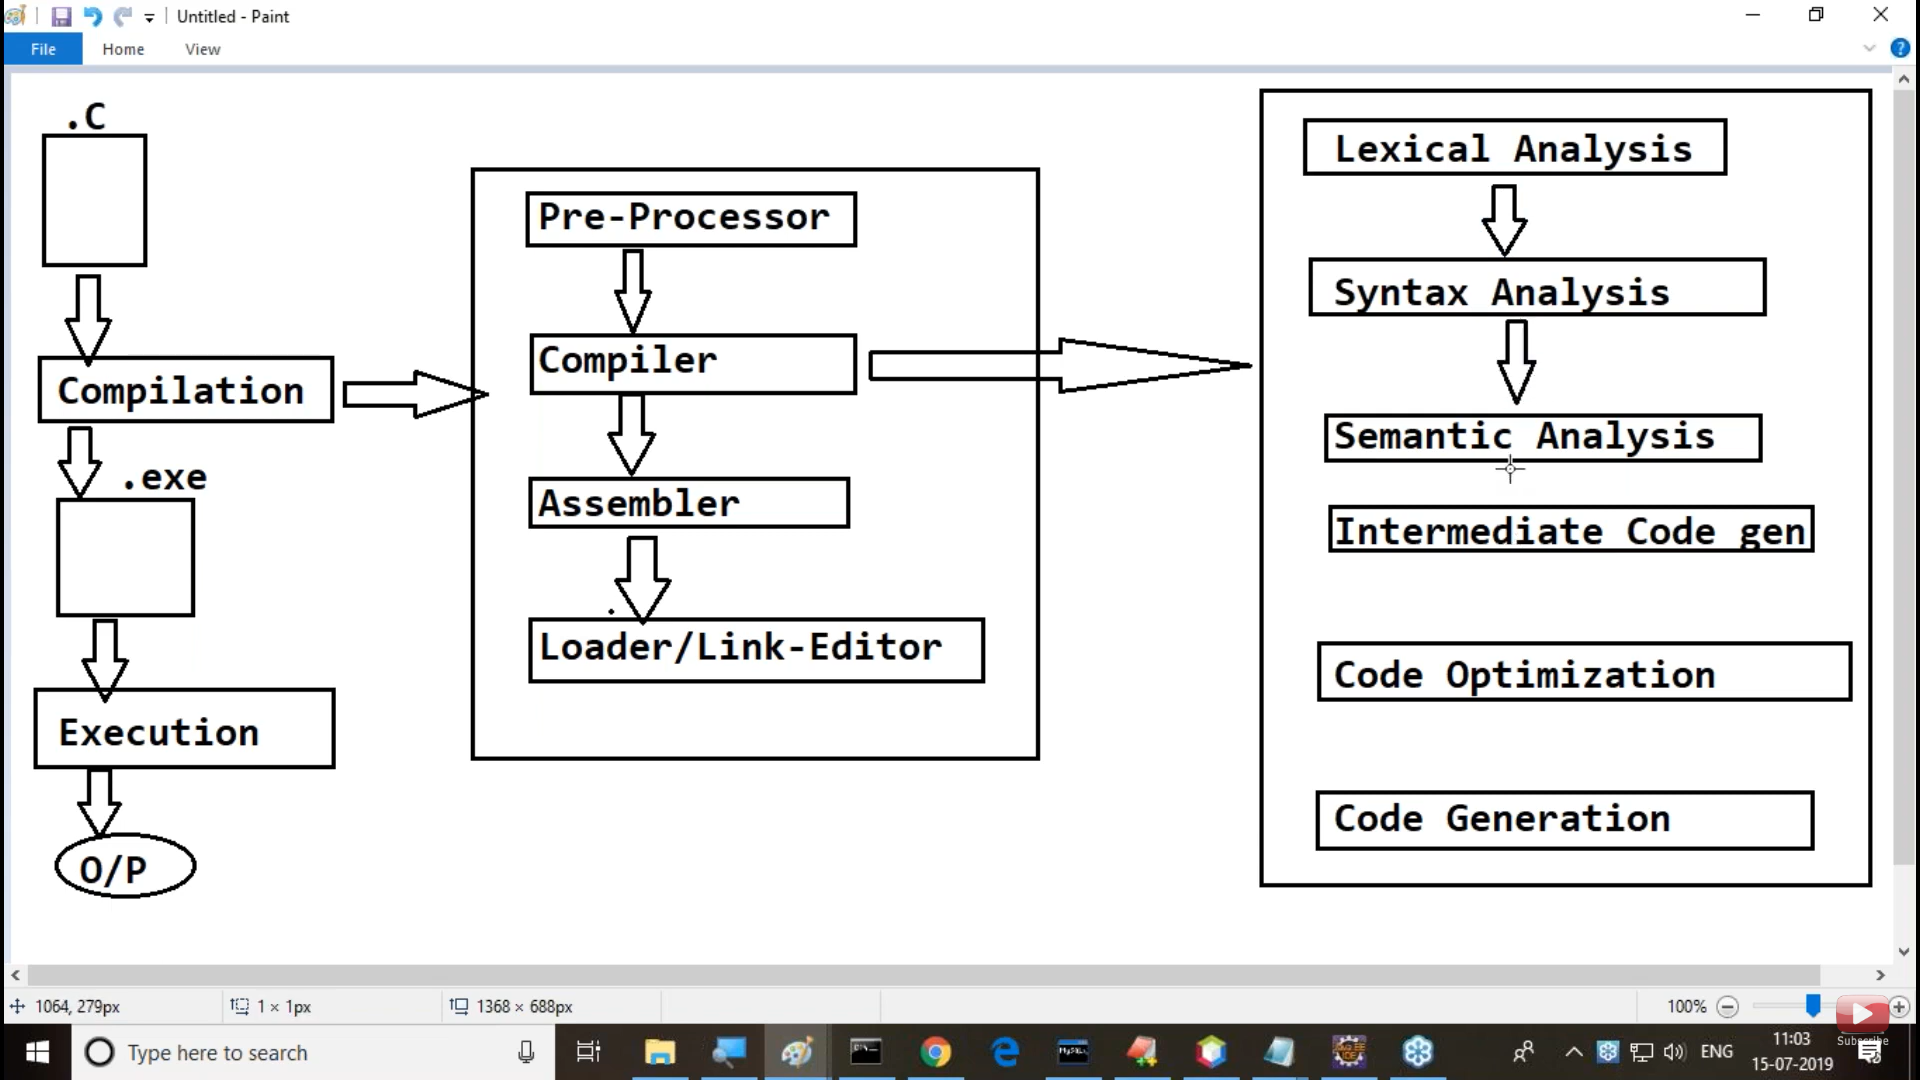 Untitled - Paint
File Home View
.C
Compilation
.exe
Execution
O/P
Pre-Processor
Compiler
Assembler
Loader/Link-Editor
Lexical Analysis
Syntax Analysis
Semantic Analysis
Intermediate Code gen
Code Optimization
Code Generation
1064, 279px
1 × 1px
1368 × 688px
100%
Subscribe
Type here to search
MySQL
ENG
11:03
15-07-2019